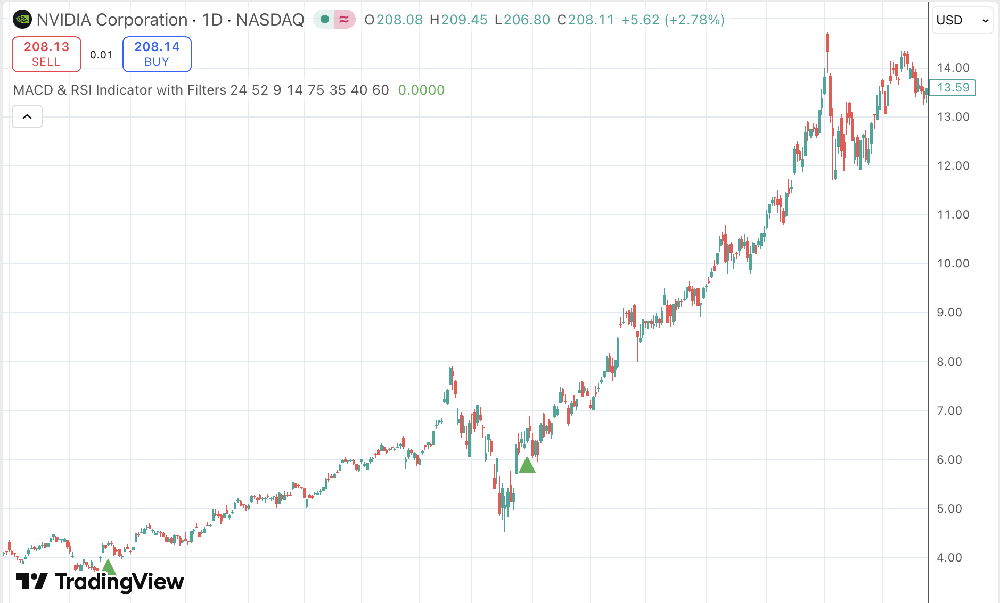 NVIDIA Corporation · 1D · NASDAQ O208.08 H209.45 L206.80 C208.11 +5.62 (+2.78%)
USD
208.13 SELL
0.01
208.14 BUY
MACD & RSI Indicator with Filters 24 52 9 14 75 35 40 60 0.0000
14.00
13.59
13.00
12.00
11.00
10.00
9.00
8.00
7.00
6.00
5.00
4.00
TradingView